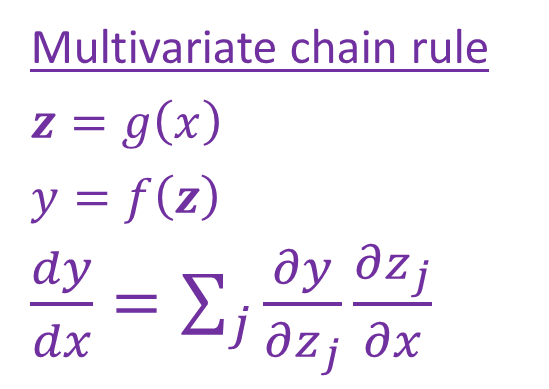 Multivariate chain rule
𝒛 = g(x)
y = f(𝒛)
dy/dx = ∑_j ∂y/∂z_j ∂z_j/∂x